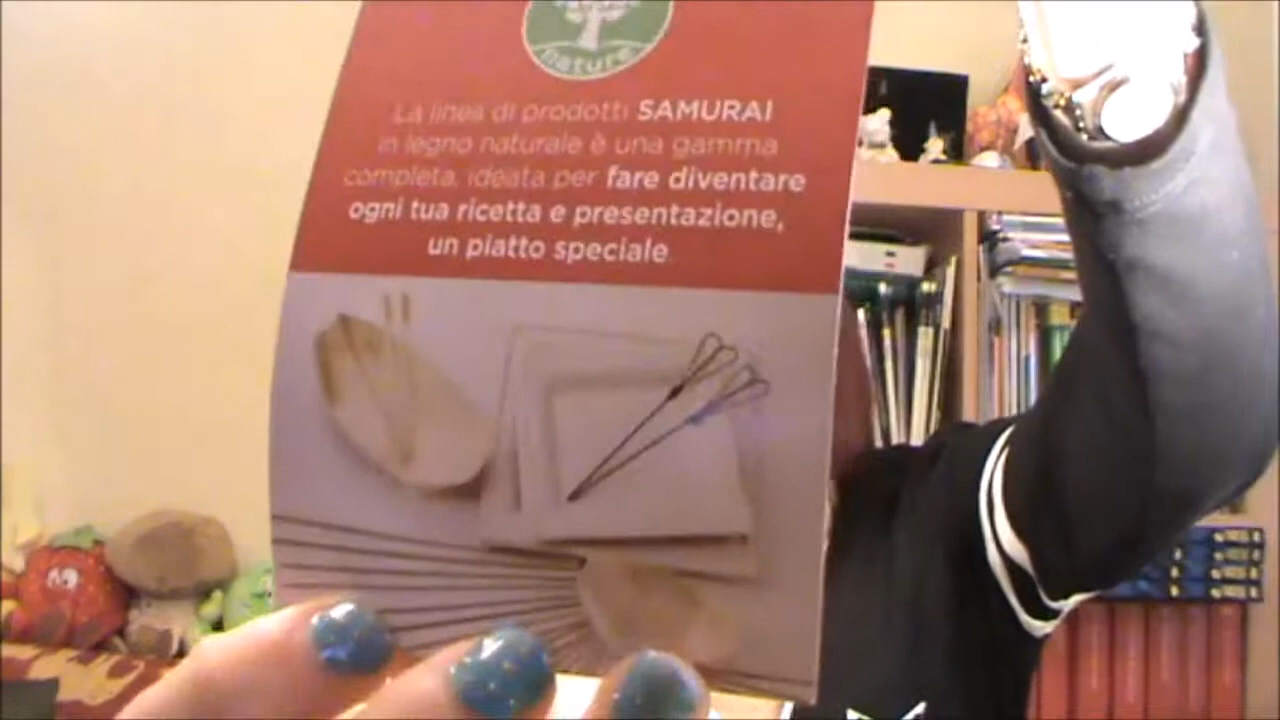 nature
La linea di prodotti SAMURAI
in legno naturale è una gamma
completa, ideata per fare diventare
ogni tua ricetta e presentazione,
un piatto speciale